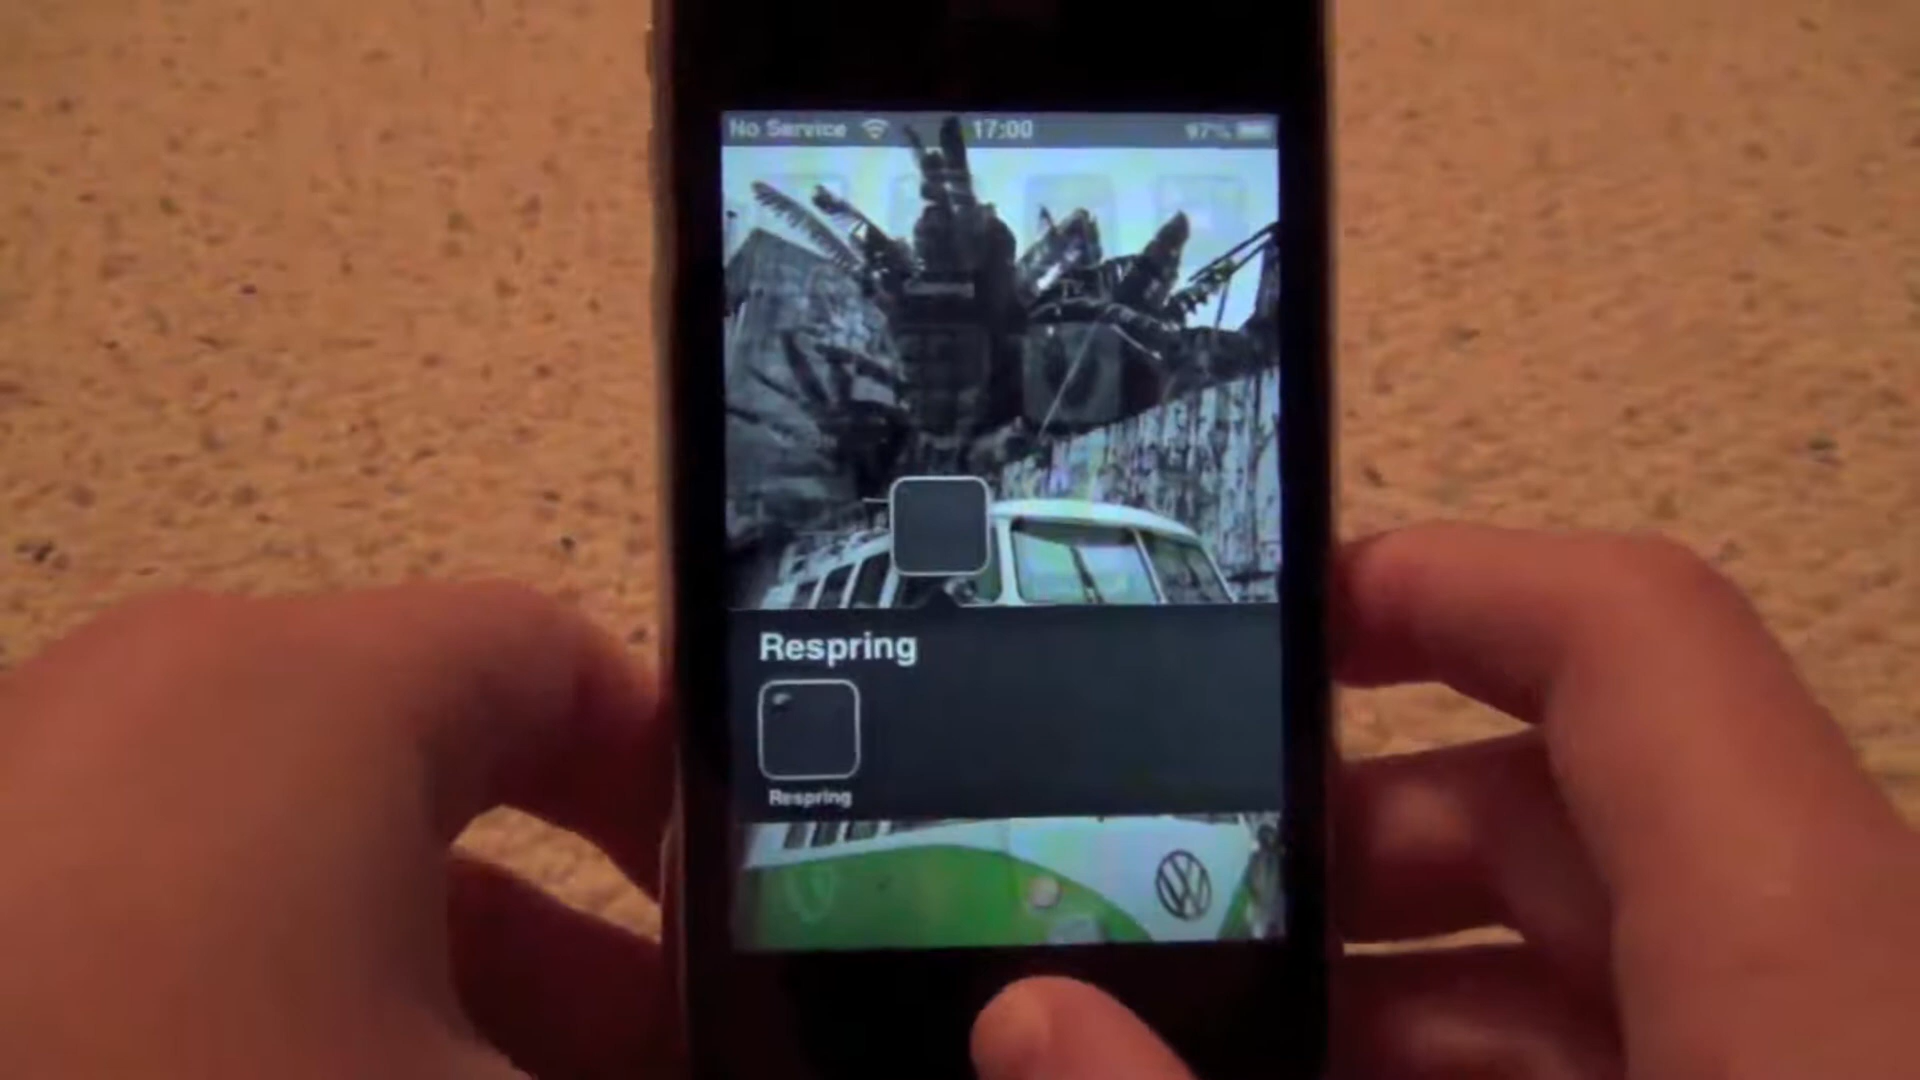 No Service 17:00 97%
Respring
Respring